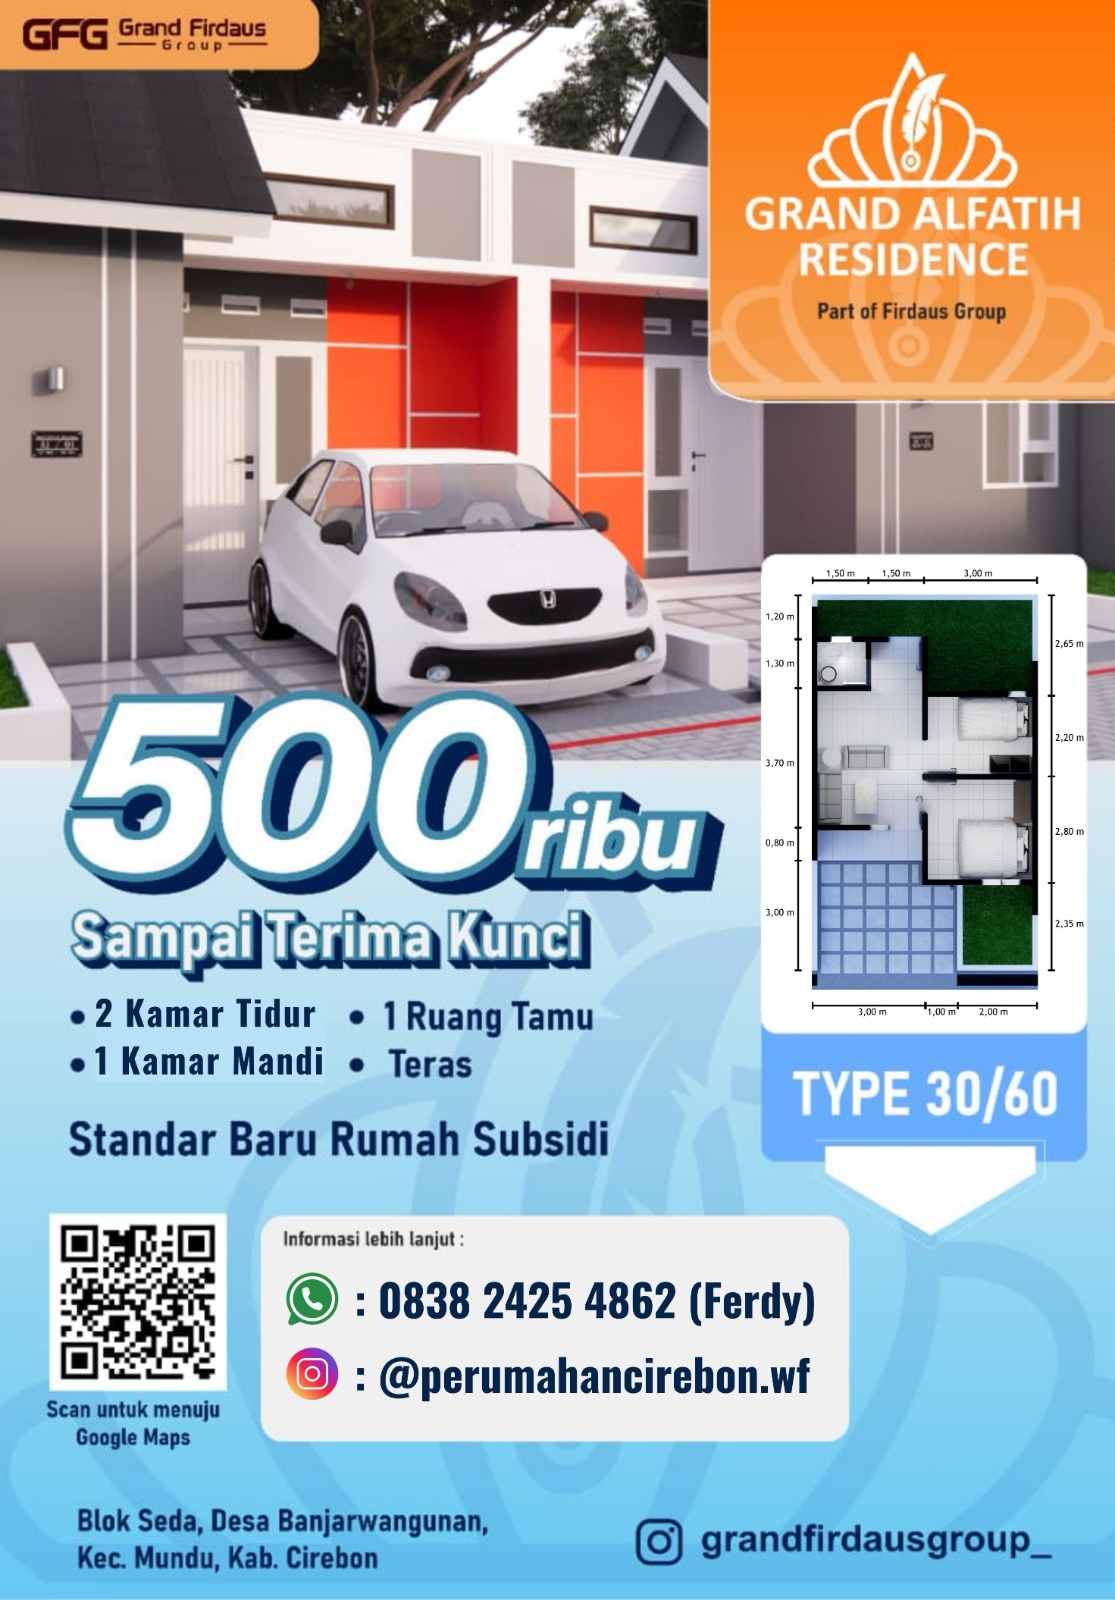 GFG Grand Firdaus
Group
GRAND ALFATIH
RESIDENCE
Part of Firdaus Group
1,50 m 1,50 m 3,00 m
1,20 m
1,30 m
3,70 m
0,80 m
3,00 m
2,65 m
2,20 m
2,80 m
2,35 m
3,00 m 1,00 m 2,00 m
TYPE 30/60
500 ribu
Sampai Terima Kunci
• 2 Kamar Tidur • 1 Ruang Tamu
• 1 Kamar Mandi • Teras
Standar Baru Rumah Subsidi
Scan untuk menuju
Google Maps
Informasi lebih lanjut :
: 0838 2425 4862 (Ferdy)
: @perumahancirebon.wf
Blok Seda, Desa Banjarwangunan,
Kec. Mundu, Kab. Cirebon
grandfirdausgroup_